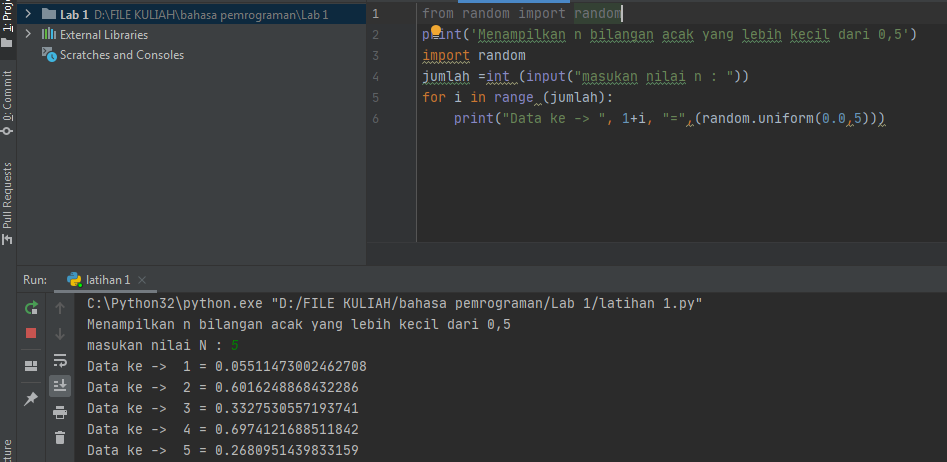 1: Proje
Lab 1 D:\FILE KULIAH\bahasa pemrograman\Lab 1
External Libraries
Scratches and Consoles
0: Commit
Pull Requests
1 from random import random
2 print('Menampilkan n bilangan acak yang lebih kecil dari 0,5')
3 import random
4 jumlah =int (input("masukan nilai n : "))
5 for i in range (jumlah):
6 print("Data ke -> ", 1+i, "=",(random.uniform(0.0,5)))
Run: latihan 1
C:\Python32\python.exe "D:/FILE KULIAH/bahasa pemrograman/Lab 1/latihan 1.py"
Menampilkan n bilangan acak yang lebih kecil dari 0,5
masukan nilai N : 5
Data ke -> 1 = 0.05511473002462708
Data ke -> 2 = 0.6016248868432286
Data ke -> 3 = 0.3327530557193741
Data ke -> 4 = 0.6974121688511842
Data ke -> 5 = 0.2680951439833159
cture